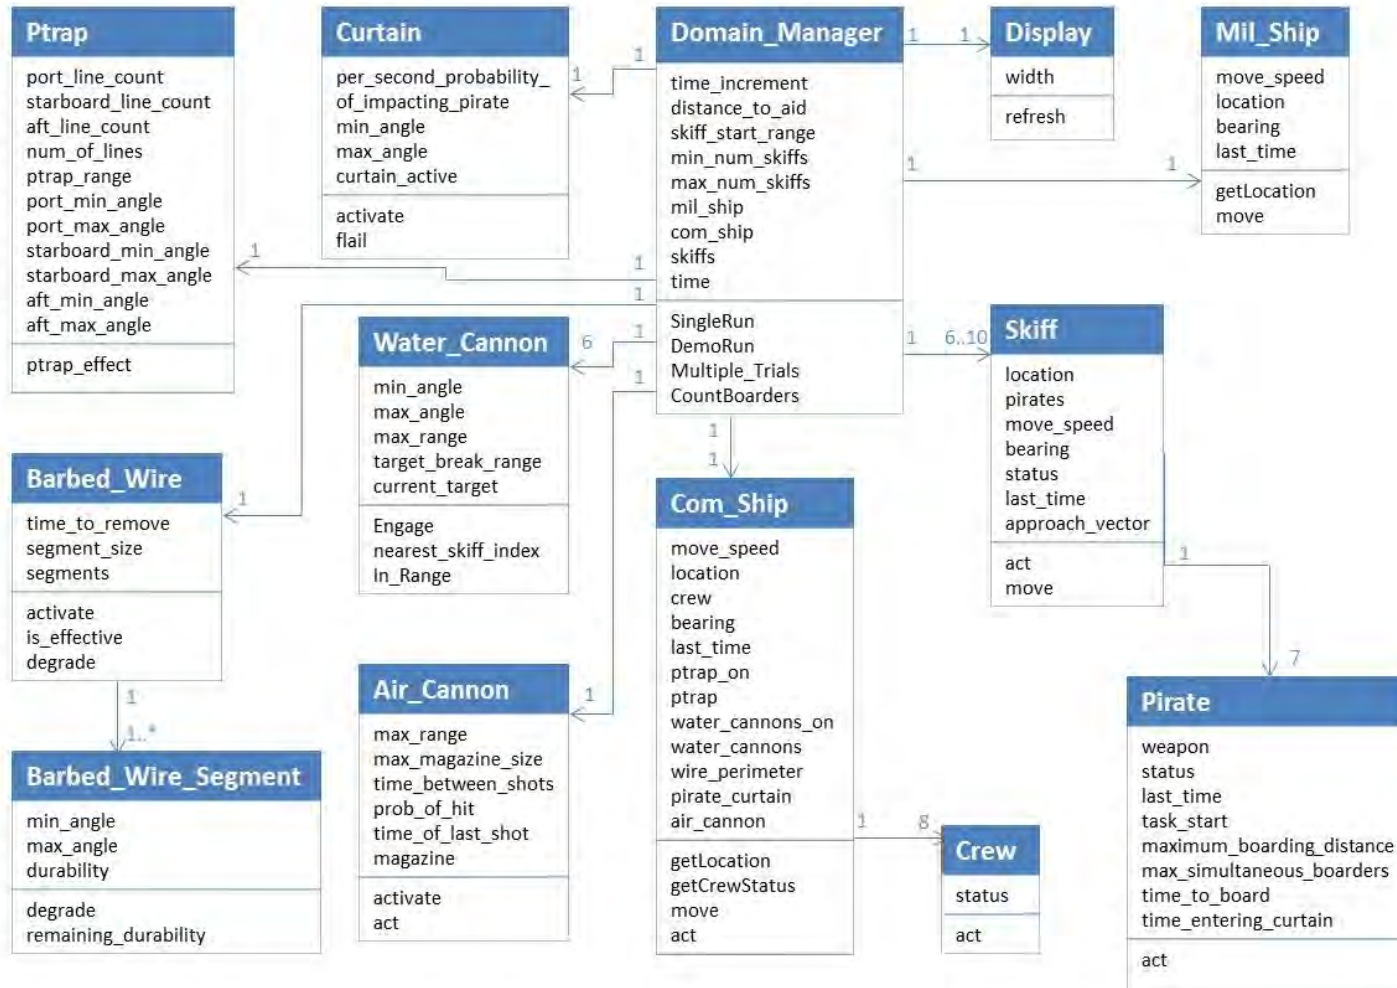 Ptrap
port_line_count
starboard_line_count
aft_line_count
num_of_lines
ptrap_range
port_min_angle
port_max_angle
starboard_min_angle
starboard_max_angle
aft_min_angle
aft_max_angle
ptrap_effect
Curtain
per_second_probability_
of_impacting_pirate
min_angle
max_angle
curtain_active
activate
flail
Domain_Manager
time_increment
distance_to_aid
skiff_start_range
min_num_skiffs
max_num_skiffs
mil_ship
com_ship
skiffs
time
SingleRun
DemoRun
Multiple_Trials
CountBoarders
Display
width
refresh
Mil_Ship
move_speed
location
bearing
last_time
getLocation
move
1
1
1
1
1
1
1
1
1
1
6
1
1
1
1
1
1
6..10
Water_Cannon
min_angle
max_angle
max_range
target_break_range
current_target
Engage
nearest_skiff_index
In_Range
Skiff
location
pirates
move_speed
bearing
status
last_time
approach_vector
act
move
Barbed_Wire
time_to_remove
segment_size
segments
activate
is_effective
degrade
1
1..*
Barbed_Wire_Segment
min_angle
max_angle
durability
degrade
remaining_durability
Air_Cannon
max_range
max_magazine_size
time_between_shots
prob_of_hit
time_of_last_shot
magazine
activate
act
Com_Ship
move_speed
location
crew
bearing
last_time
ptrap_on
ptrap
water_cannons_on
water_cannons
wire_perimeter
pirate_curtain
air_cannon
getLocation
getCrewStatus
move
act
1
8
Crew
status
act
1
7
Pirate
weapon
status
last_time
task_start
maximum_boarding_distance
max_simultaneous_boarders
time_to_board
time_entering_curtain
act